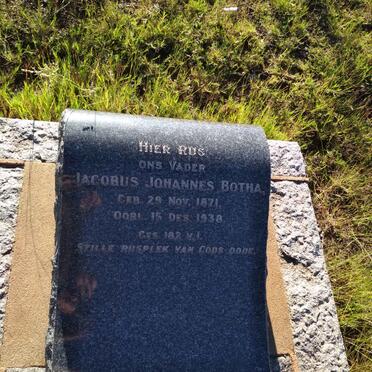 HIER RUS
ONS VADER
JACOBUS JOHANNES BOTHA,
GEB. 29 NOV. 1871,
OORL. 15 DES. 1938
GES. 182 V. 1.
STILLE RUSPLEK VAN GODS DODE.